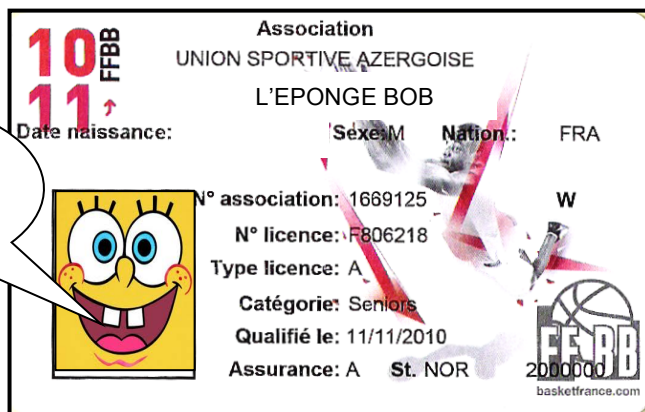 10 FFBB
11
Association
UNION SPORTIVE AZERGOISE
L'EPONGE BOB
Date naissance: Sexe: M Nation.: FRA
N° association: 1669125 W
N° licence: F806218
Type licence: A
Catégorie: Seniors
Qualifié le: 11/11/2010
Assurance: A St. NOR 2000000
FFBB
basketfrance.com